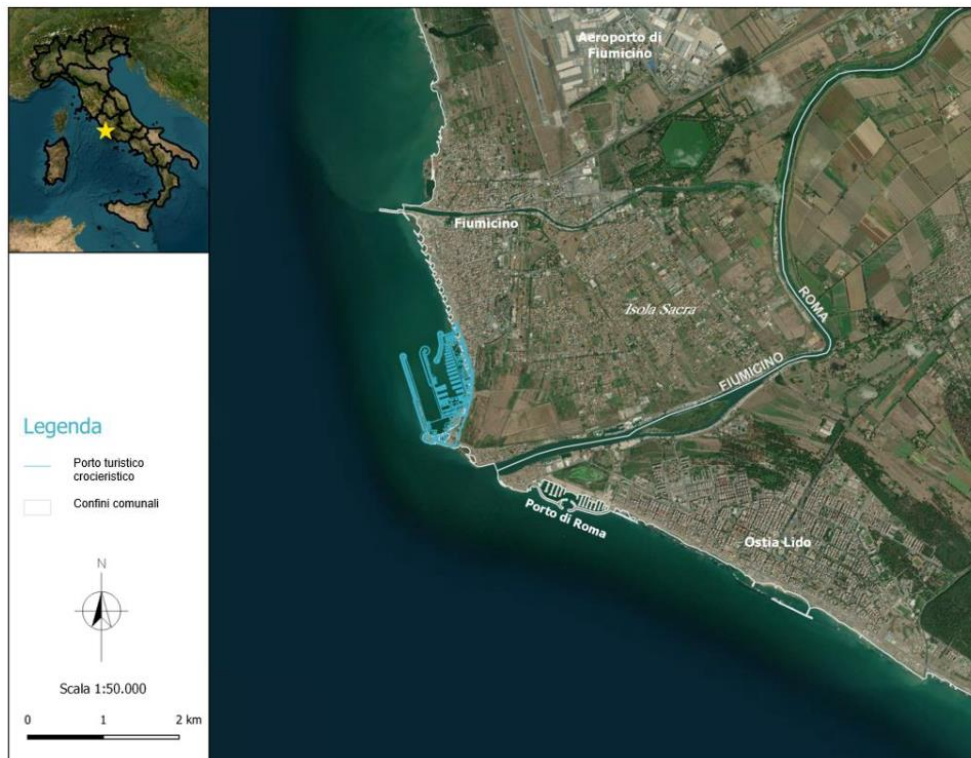 Aeroporto di
Fiumicino
Fiumicino
Isola Sacra
ROMA
FIUMICINO
Porto di Roma
Ostia Lido
Legenda
Porto turistico
crocieristico
Confini comunali
N
Scala 1:50.000
0 1 2 km